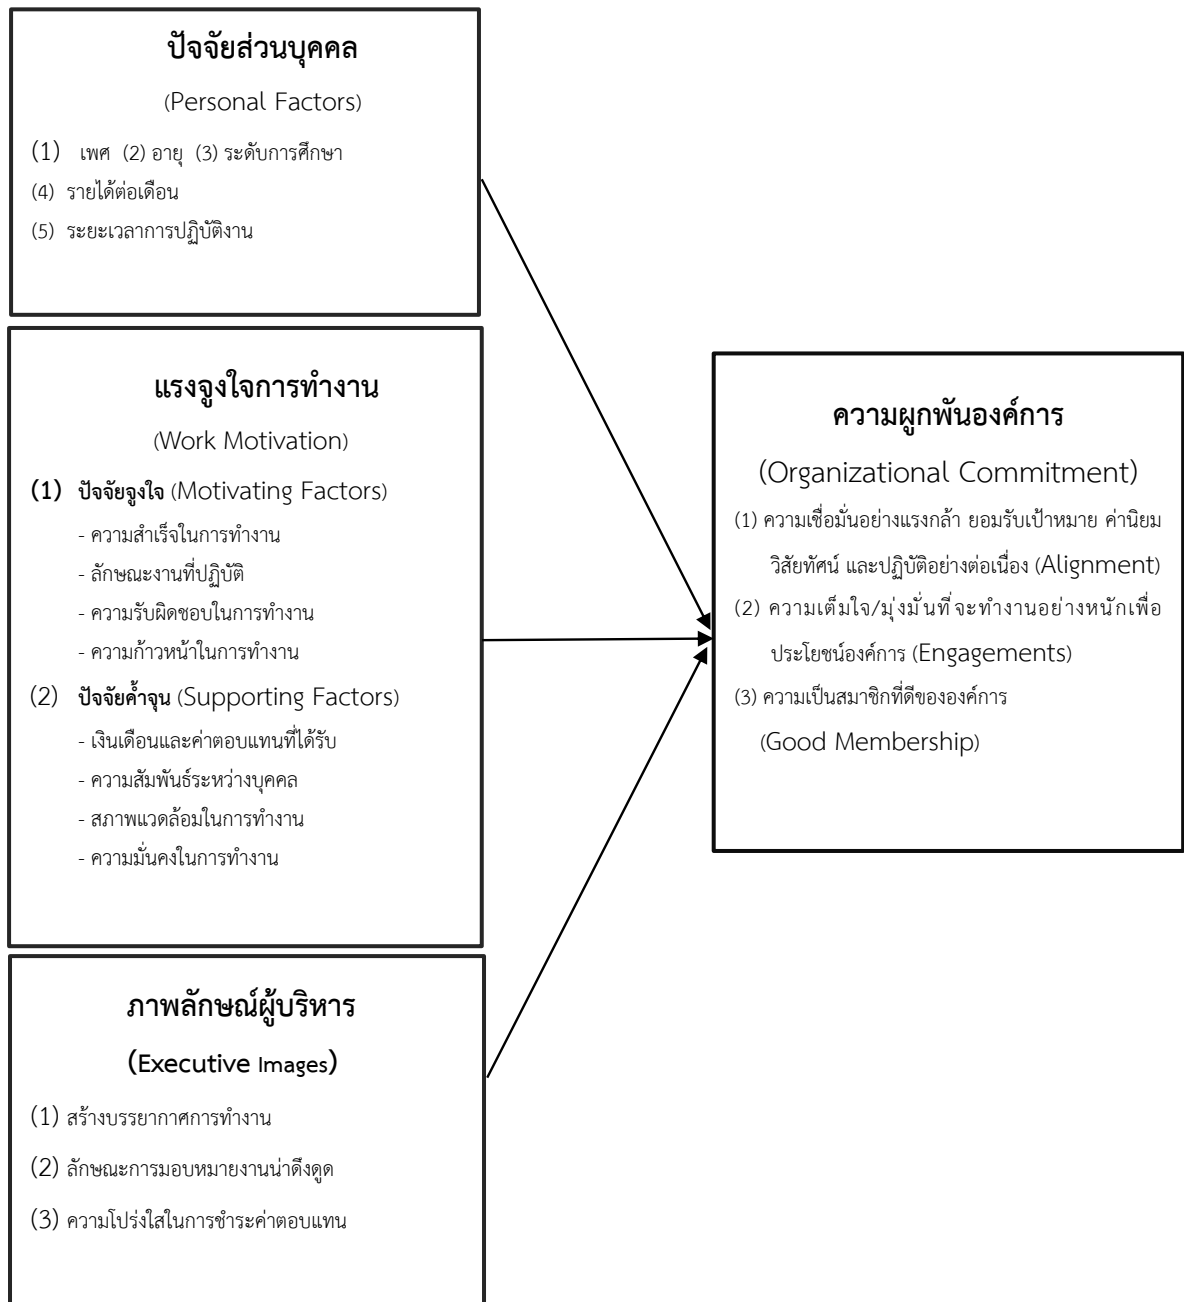 ปัจจัยส่วนบุคคล
(Personal Factors)
(1) เพศ (2) อายุ (3) ระดับการศึกษา
(4) รายได้ต่อเดือน
(5) ระยะเวลาการปฏิบัติงาน
แรงจูงใจการทำงาน
(Work Motivation)
(1) ปัจจัยจูงใจ (Motivating Factors)
- ความสำเร็จในการทำงาน
- ลักษณะงานที่ปฏิบัติ
- ความรับผิดชอบในการทำงาน
- ความก้าวหน้าในการทำงาน
(2) ปัจจัยค้ำจุน (Supporting Factors)
- เงินเดือนและค่าตอบแทนที่ได้รับ
- ความสัมพันธ์ระหว่างบุคคล
- สภาพแวดล้อมในการทำงาน
- ความมั่นคงในการทำงาน
ภาพลักษณ์ผู้บริหาร
(Executive Images)
(1) สร้างบรรยากาศการทำงาน
(2) ลักษณะการมอบหมายงานน่าดึงดูด
(3) ความโปร่งใสในการชำระค่าตอบแทน
ความผูกพันองค์การ
(Organizational Commitment)
(1) ความเชื่อมั่นอย่างแรงกล้า ยอมรับเป้าหมาย ค่านิยม
วิสัยทัศน์ และปฏิบัติอย่างต่อเนื่อง (Alignment)
(2) ความเต็มใจ/มุ่งมั่นที่จะทำงานอย่างหนักเพื่อ
ประโยชน์องค์การ (Engagements)
(3) ความเป็นสมาชิกที่ดีขององค์การ
(Good Membership)